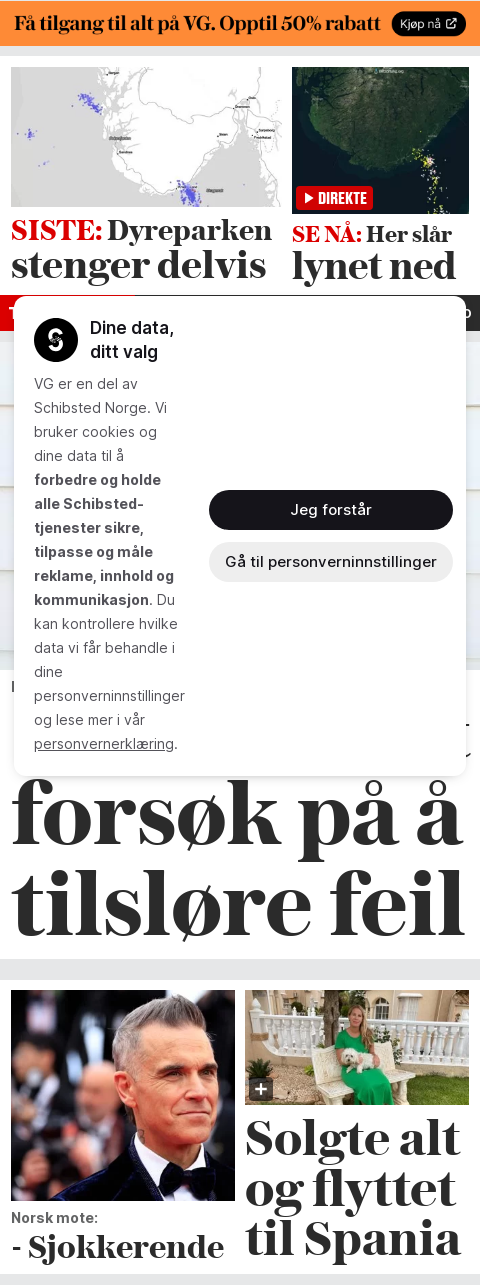 Få tilgang til alt på VG. Opptil 50% rabatt
Kjøp nå
DIREKTE
SISTE: Dyreparken
stenger delvis
SE NÅ: Her slår
lynet ned
Dine data,
ditt valg
VG er en del av
Schibsted Norge. Vi
bruker cookies og
dine data til å
forbedre og holde
alle Schibsted-
tjenester sikre,
tilpasse og måle
reklame, innhold og
kommunikasjon. Du
kan kontrollere hvilke
data vi får behandle i
dine
personverninnstillinger
og lese mer i vår
personvernerklæring.
Jeg forstår
Gå til personverninnstillinger
forsøk på å
tilsløre feil
Norsk mote:
- Sjokkerende
Solgte alt
og flyttet
til Spania